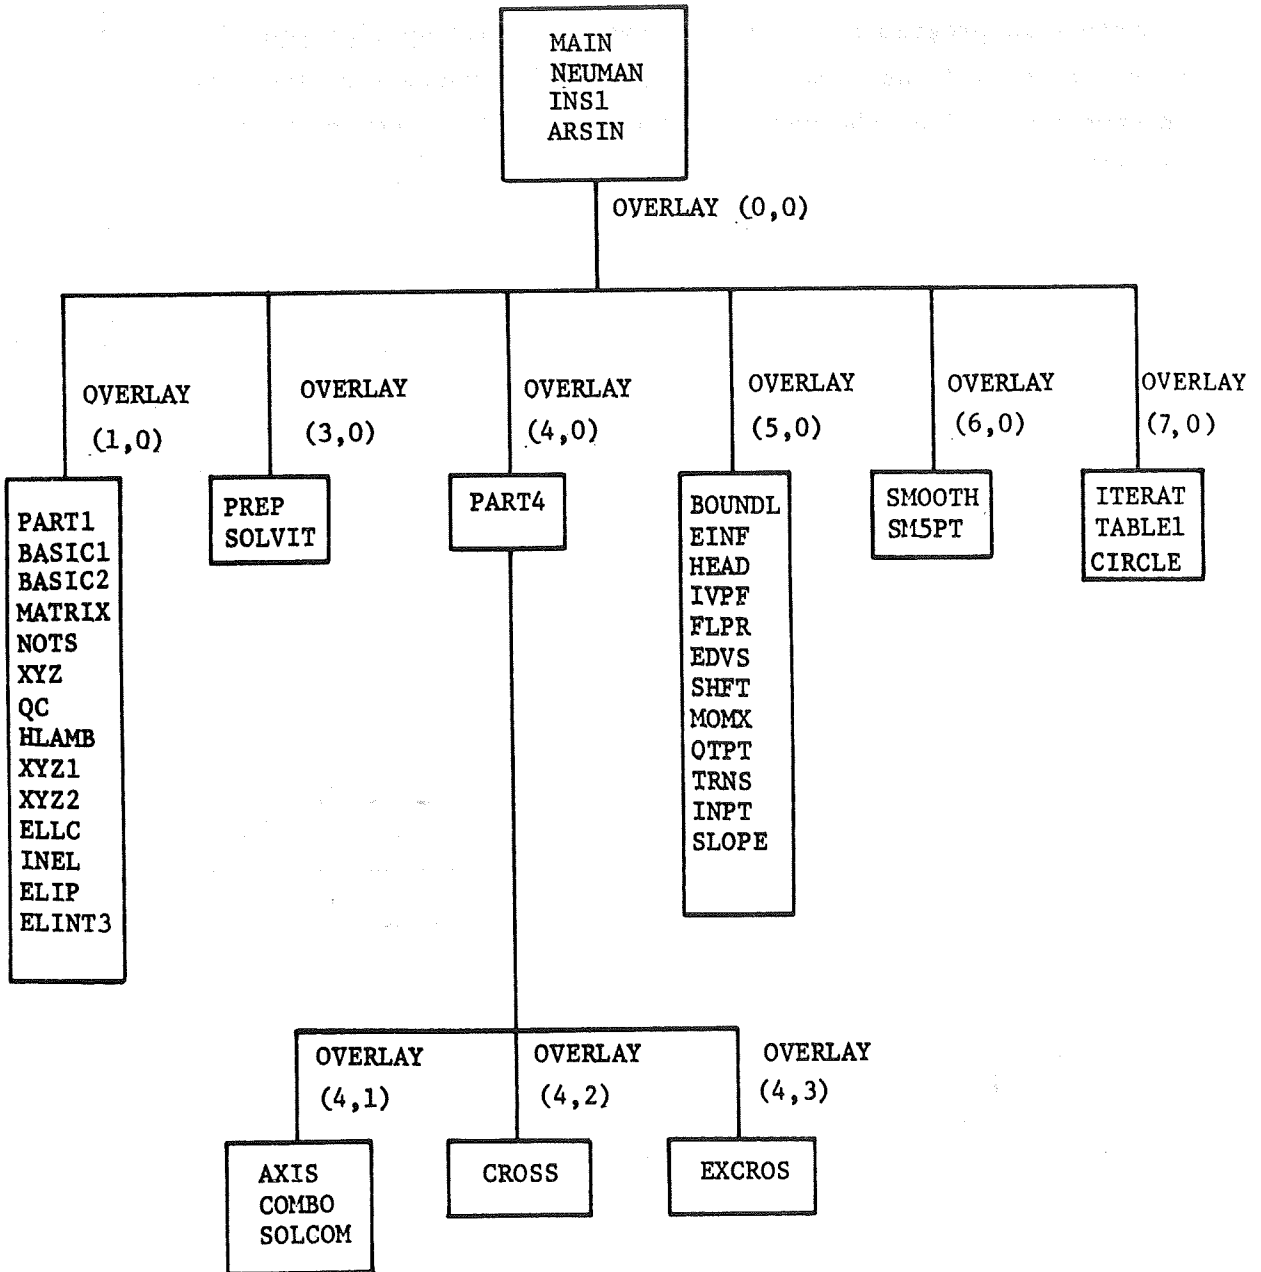 MAIN
NEUMAN
INS1
ARSIN
OVERLAY (0,0)
OVERLAY
(1,0)
OVERLAY
(3,0)
OVERLAY
(4,0)
OVERLAY
(5,0)
OVERLAY
(6,0)
OVERLAY
(7,0)
PART1
BASIC1
BASIC2
MATRIX
NOTS
XYZ
QC
HLAMB
XYZ1
XYZ2
ELLC
INEL
ELIP
ELINT3
PREP
SOLVIT
PART4
BOUNDL
EINF
HEAD
IVPF
FLPR
EDVS
SHFT
MOMX
OTPT
TRNS
INPT
SLOPE
SMOOTH
SM5PT
ITERAT
TABLE1
CIRCLE
OVERLAY
(4,1)
OVERLAY
(4,2)
OVERLAY
(4,3)
AXIS
COMBO
SOLCOM
CROSS
EXCROS